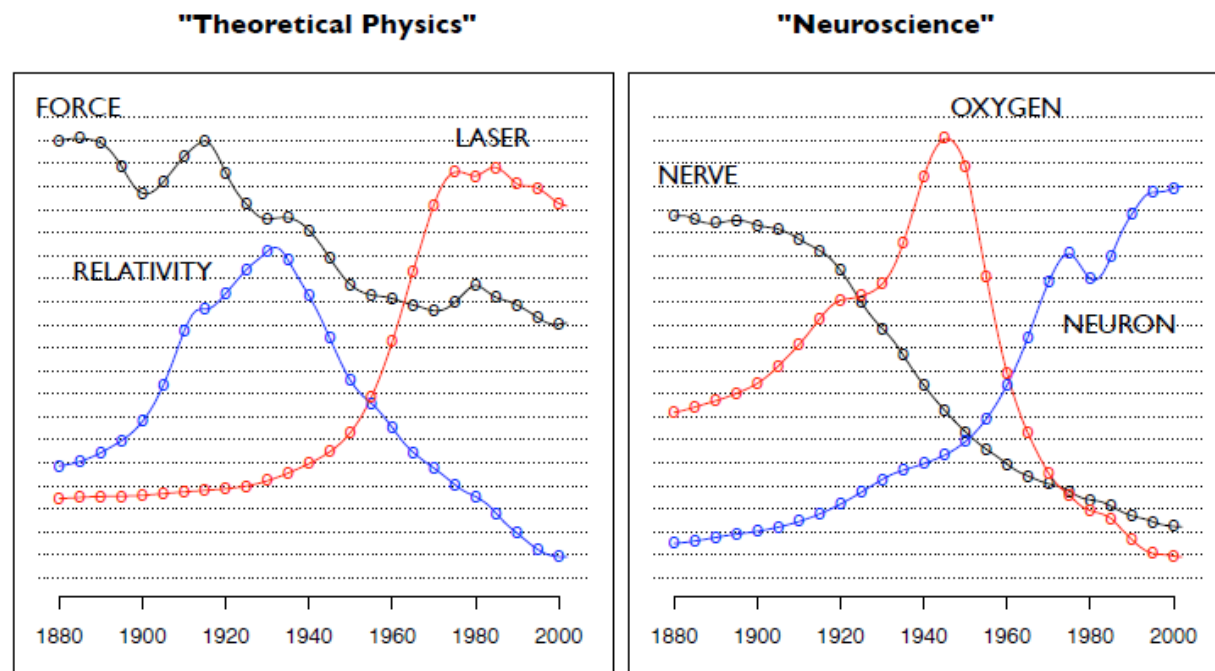 "Theoretical Physics"
FORCE
LASER
RELATIVITY
1880 1900 1920 1940 1960 1980 2000
"Neuroscience"
OXYGEN
NERVE
NEURON
1880 1900 1920 1940 1960 1980 2000